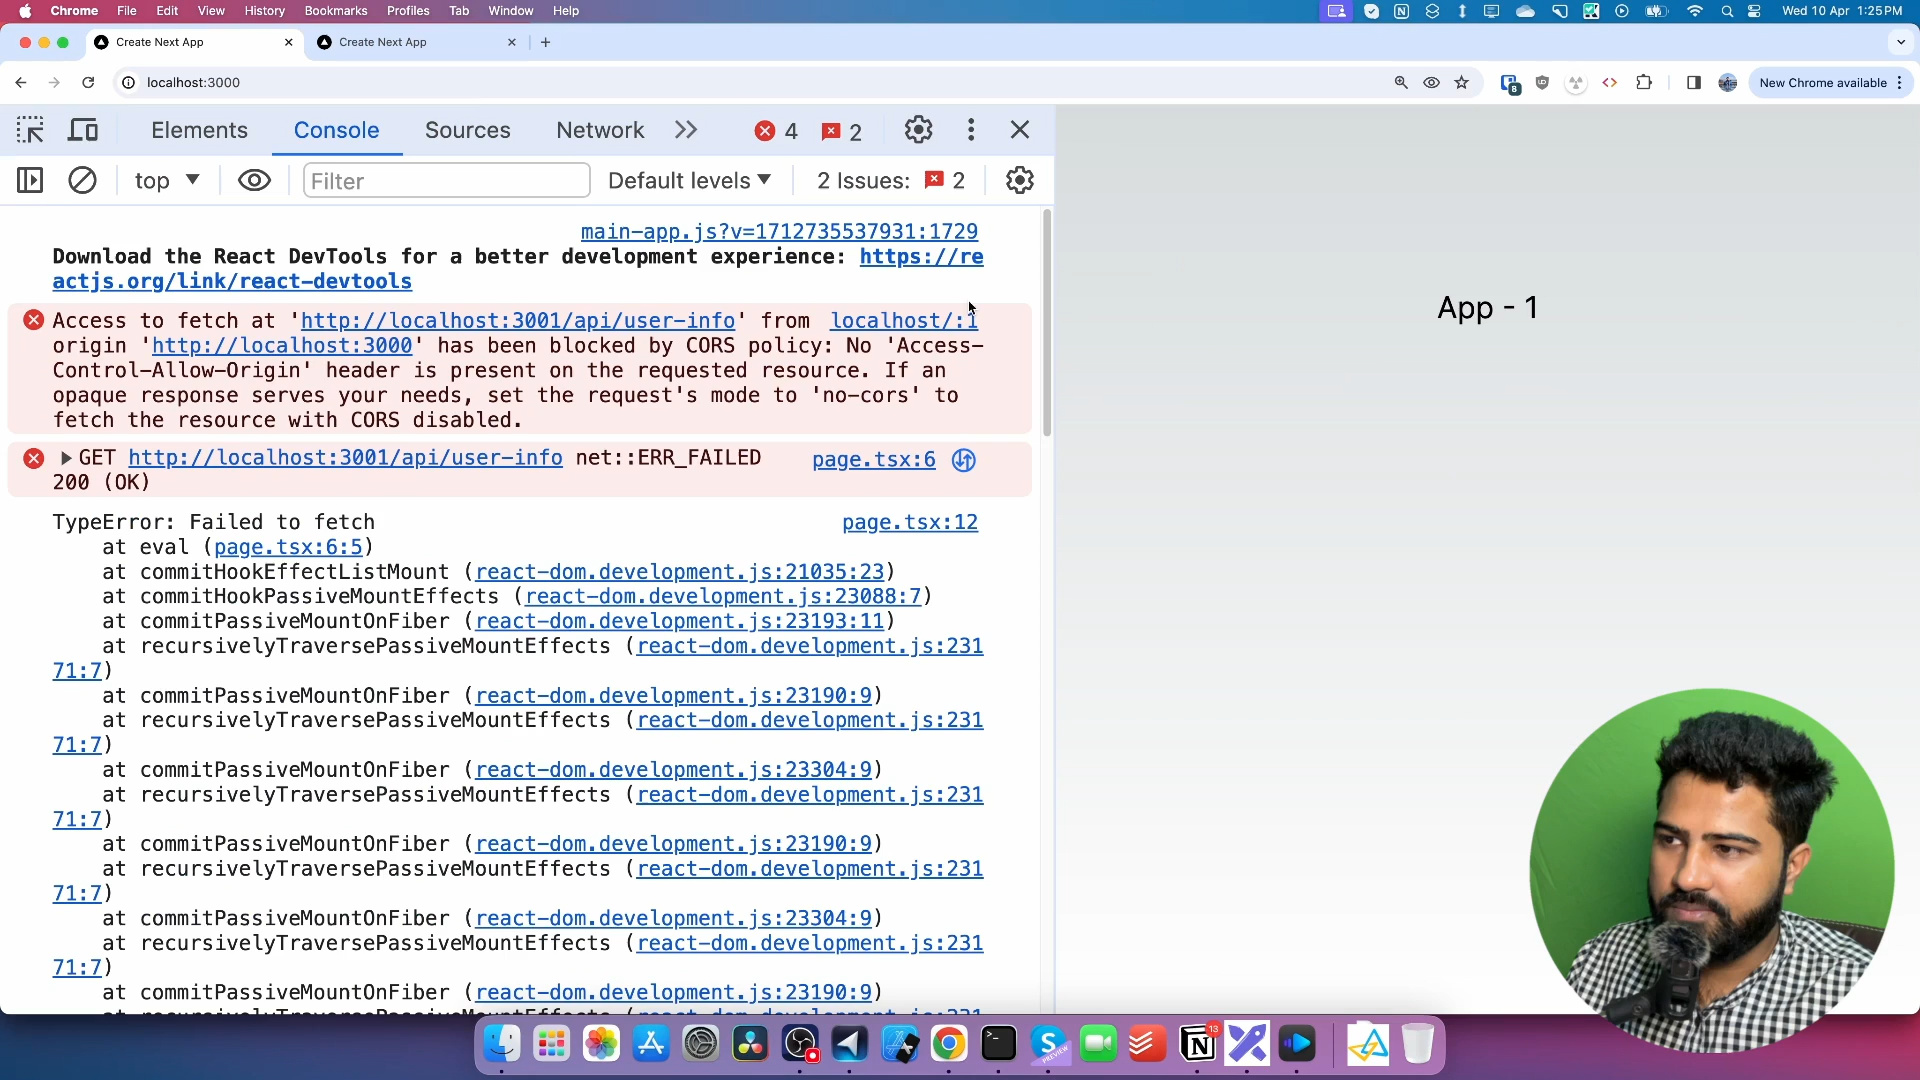 Chrome File Edit View History Bookmarks Profiles Tab Window Help Wed 10 Apr 1:25 PM
Create Next App Create Next App
localhost:3000 New Chrome available
Elements Console Sources Network 4 2
top Filter Default levels 2 Issues: 2
main-app.js?v=1712735537931:1729
Download the React DevTools for a better development experience: https://re
actjs.org/link/react-devtools
Access to fetch at 'http://localhost:3001/api/user-info' from localhost/:1
origin 'http://localhost:3000' has been blocked by CORS policy: No 'Access-
Control-Allow-Origin' header is present on the requested resource. If an
opaque response serves your needs, set the request's mode to 'no-cors' to
fetch the resource with CORS disabled.
GET http://localhost:3001/api/user-info net::ERR_FAILED page.tsx:6
200 (OK)
TypeError: Failed to fetch page.tsx:12
at eval (page.tsx:6:5)
at commitHookEffectListMount (react-dom.development.js:21035:23)
at commitHookPassiveMountEffects (react-dom.development.js:23088:7)
at commitPassiveMountOnFiber (react-dom.development.js:23193:11)
at recursivelyTraversePassiveMountEffects (react-dom.development.js:231
71:7)
at commitPassiveMountOnFiber (react-dom.development.js:23190:9)
at recursivelyTraversePassiveMountEffects (react-dom.development.js:231
71:7)
at commitPassiveMountOnFiber (react-dom.development.js:23304:9)
at recursivelyTraversePassiveMountEffects (react-dom.development.js:231
71:7)
at commitPassiveMountOnFiber (react-dom.development.js:23190:9)
at recursivelyTraversePassiveMountEffects (react-dom.development.js:231
71:7)
at commitPassiveMountOnFiber (react-dom.development.js:23304:9)
at recursivelyTraversePassiveMountEffects (react-dom.development.js:231
71:7)
at commitPassiveMountOnFiber (react-dom.development.js:23190:9)
App - 1
PREVIEW
13